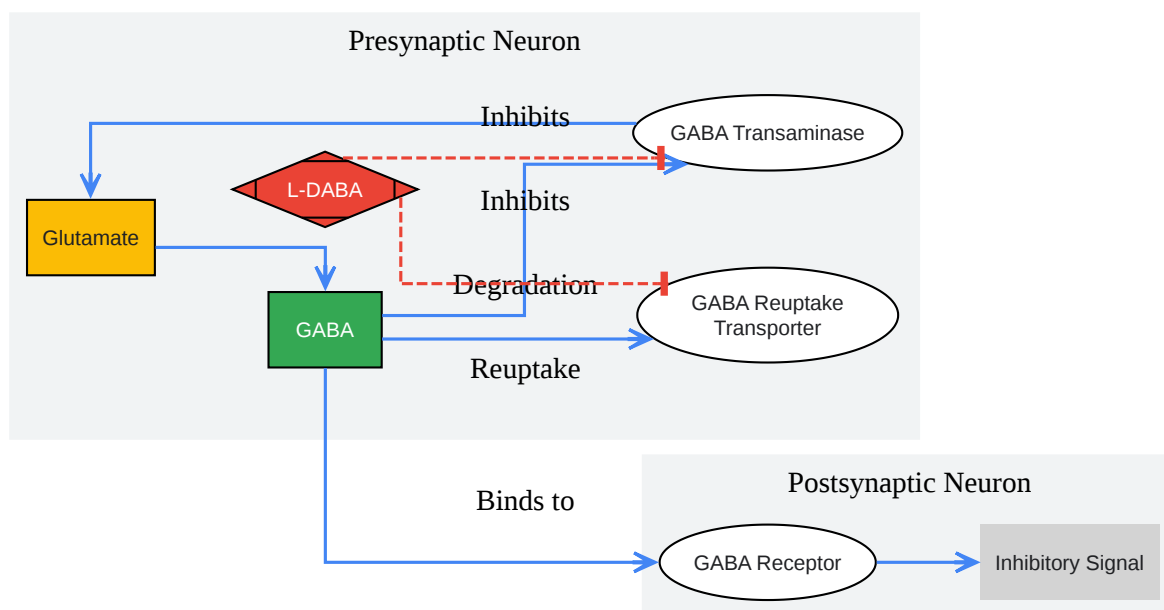 Presynaptic Neuron
Inhibits
GABA Transaminase
L-DABA
Inhibits
Glutamate
Degradation
GABA Reuptake
Transporter
GABA
Reuptake
Postsynaptic Neuron
Binds to
GABA Receptor
Inhibitory Signal